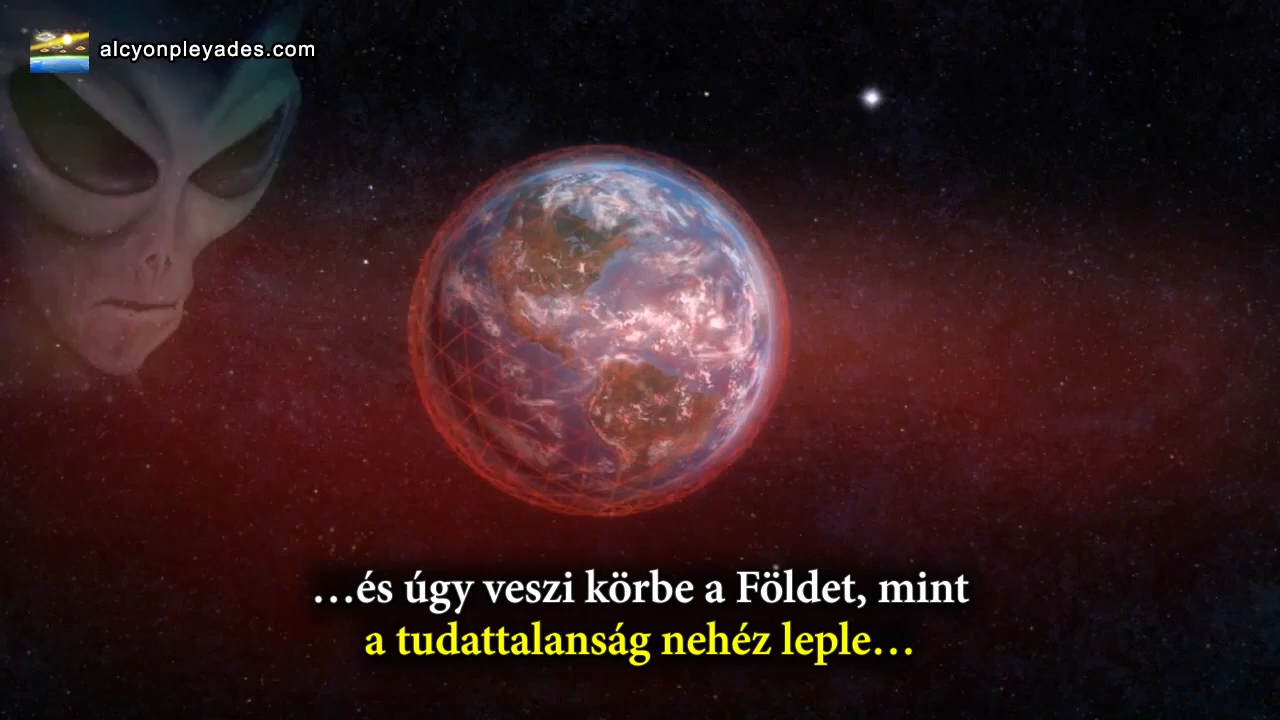 alcyonpleyades.com
…és úgy veszi körbe a Földet, mint
a tudattalanság nehéz leple…